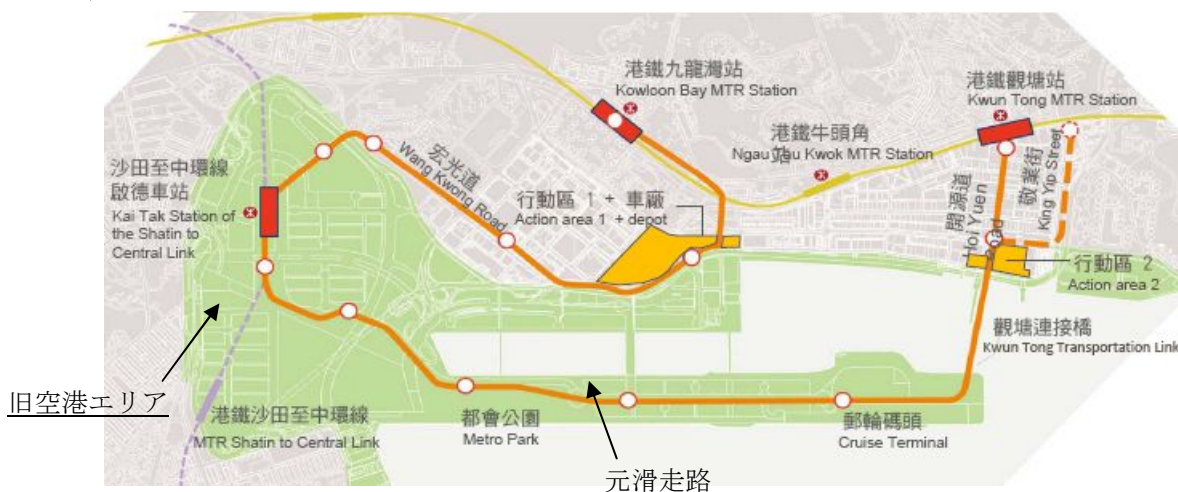 港鐵九龍灣站
Kowloon Bay MTR Station
港鐵觀塘站
Kwun Tong MTR Station
港鐵牛頭角
站
Ngau Tau Kwok MTR Station
敬業街
King Yip Street
開源道
Hoi Yuen
Road
宏光道
Wang Kwong Road
沙田至中環線
啟德車站
Kai Tak Station of
the Shatin to
Central Link
行動區 1 + 車廠
Action area 1 + depot
行動區 2
Action area 2
觀塘連接橋
Kwun Tong Transportation Link
旧空港エリア
港鐵沙田至中環線
MTR Shatin to Central Link
都會公園
Metro Park
郵輪碼頭
Cruise Terminal
元滑走路